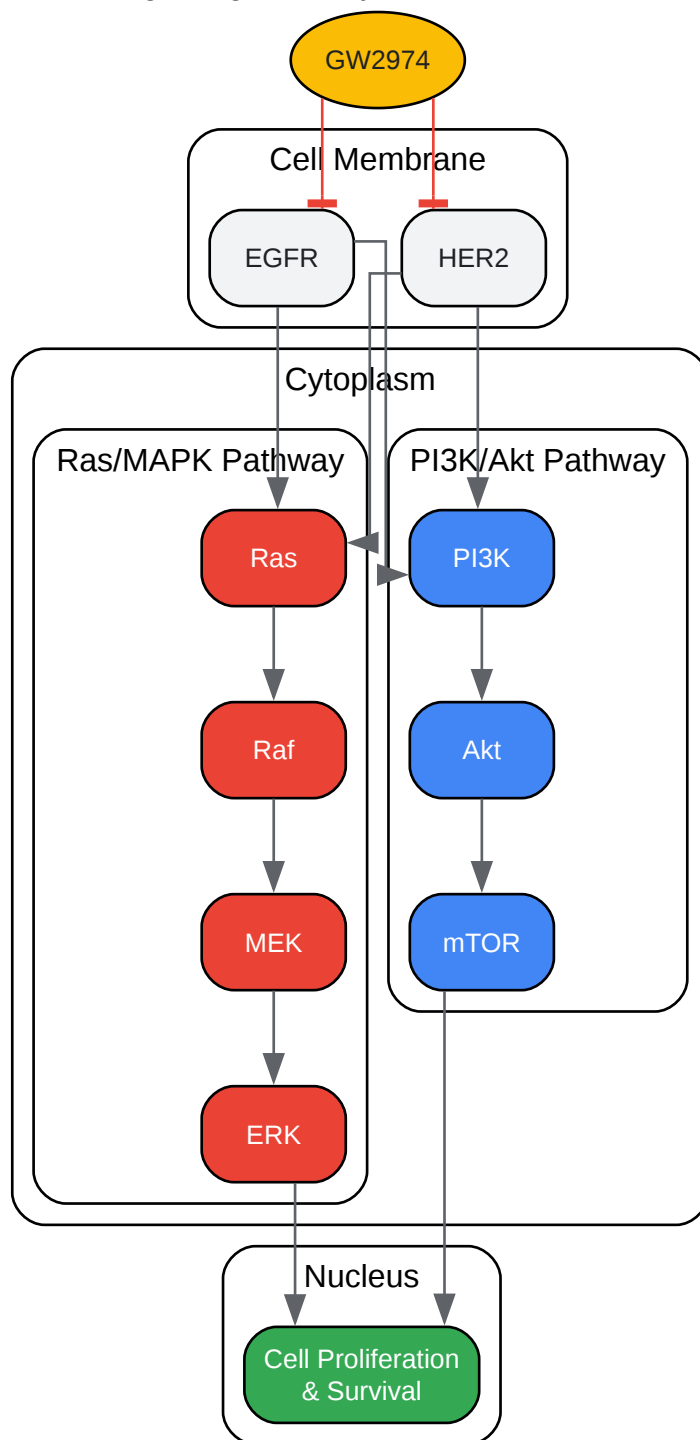 GW2974
Cell Membrane
EGFR
HER2
Cytoplasm
Ras/MAPK Pathway
PI3K/Akt Pathway
Ras
PI3K
Raf
Akt
MEK
mTOR
ERK
Nucleus
Cell Proliferation
& Survival